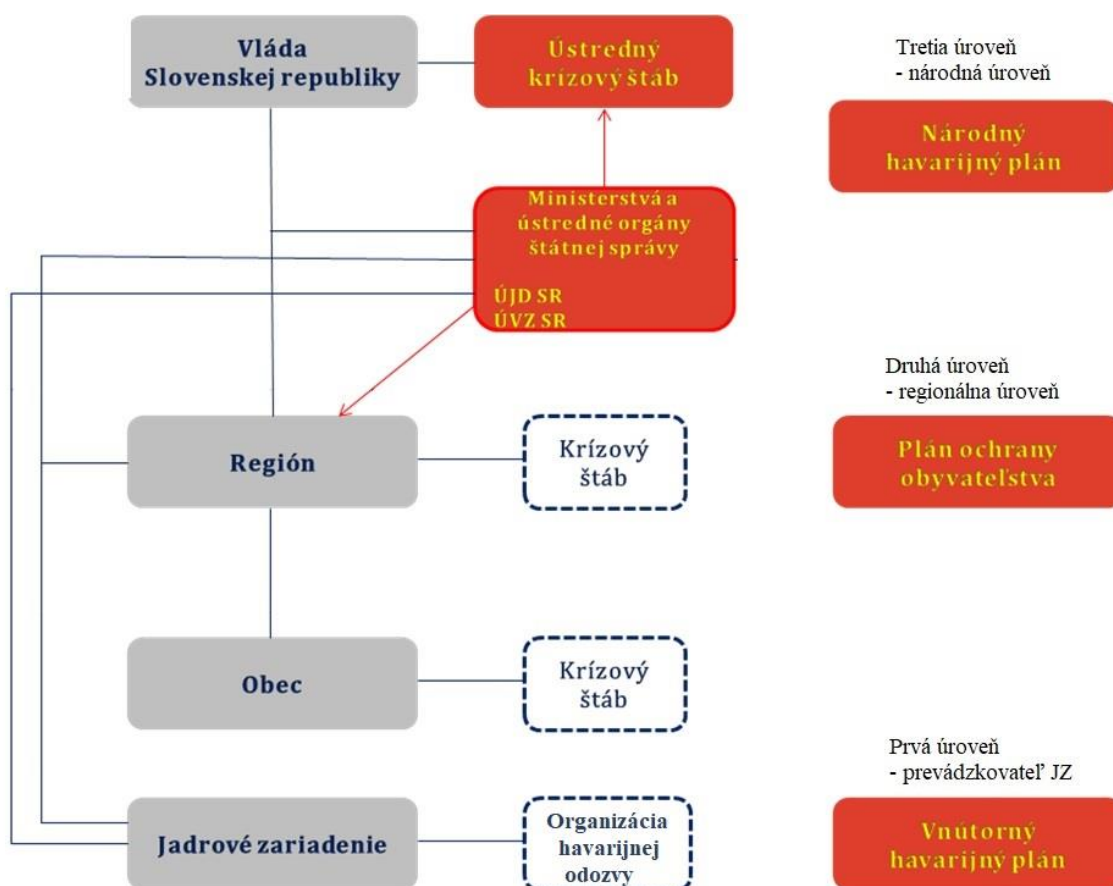 Vláda
Slovenskej republiky
Ústredný
krízový štáb
Tretia úroveň
- národná úroveň
Národný
havarijný plán
Ministerstvá a
ústredné orgány
štátnej správy
ÚJD SR
ÚVZ SR
Druhá úroveň
- regionálna úroveň
Región
Krízový
štáb
Plán ochrany
obyvateľstva
Obec
Krízový
štáb
Prvá úroveň
- prevádzkovateľ JZ
Jadrové zariadenie
Organizácia
havarijnej
odozvy
Vnútorný
havarijný plán